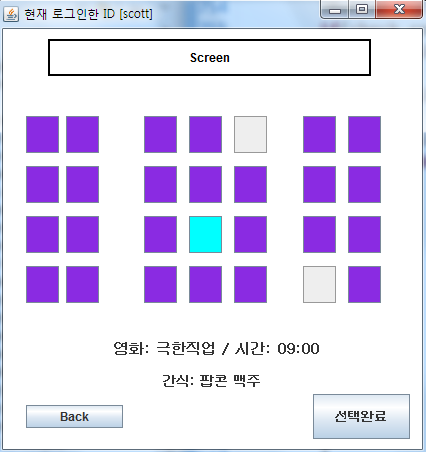 현재 로그인한 ID [scott]
Screen
영화: 극한직업 / 시간: 09:00
간식: 팝콘 맥주
Back
선택완료